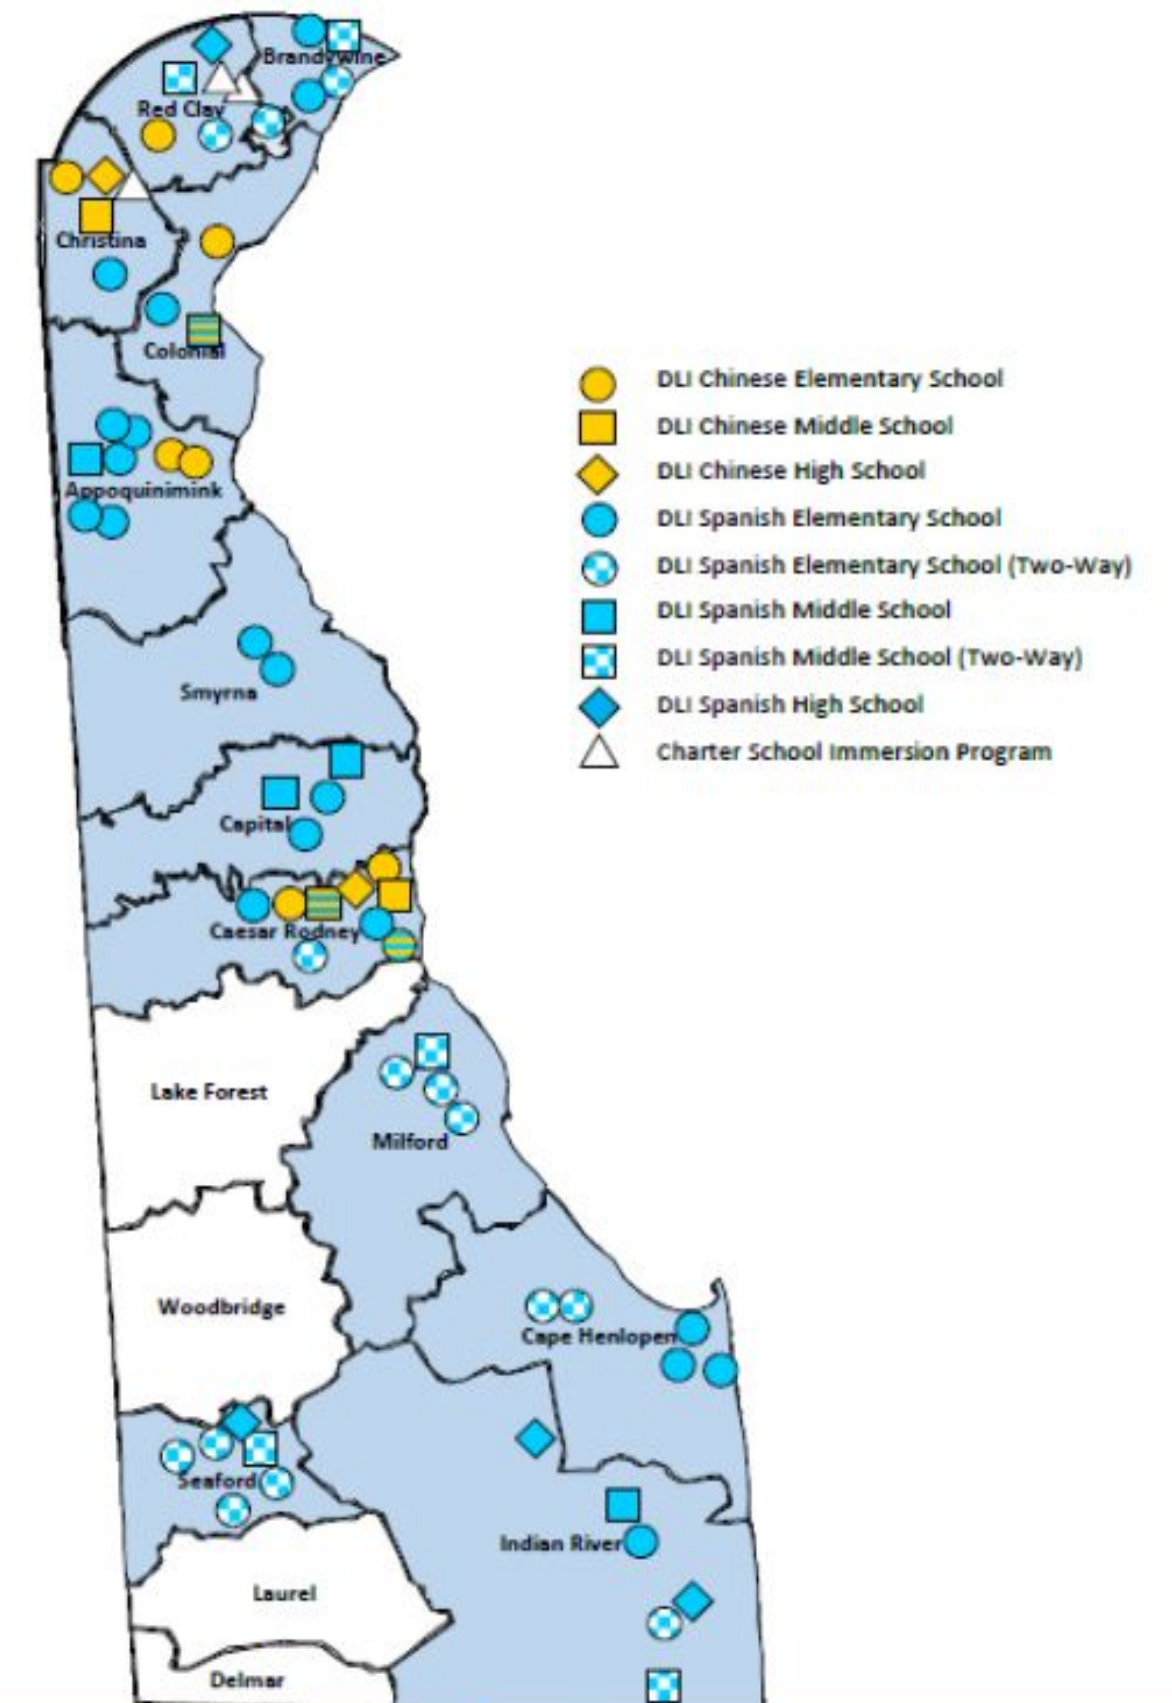 Brandywine
Red Clay
Christina
Colonial
DLI Chinese Elementary School
DLI Chinese Middle School
DLI Chinese High School
DLI Spanish Elementary School
DLI Spanish Elementary School (Two-Way)
DLI Spanish Middle School
DLI Spanish Middle School (Two-Way)
DLI Spanish High School
Charter School Immersion Program
Appoquinimink
Smyrna
Capital
Caesar Rodney
Lake Forest
Milford
Woodbridge
Cape Henlopen
Seaford
Indian River
Laurel
Delmar